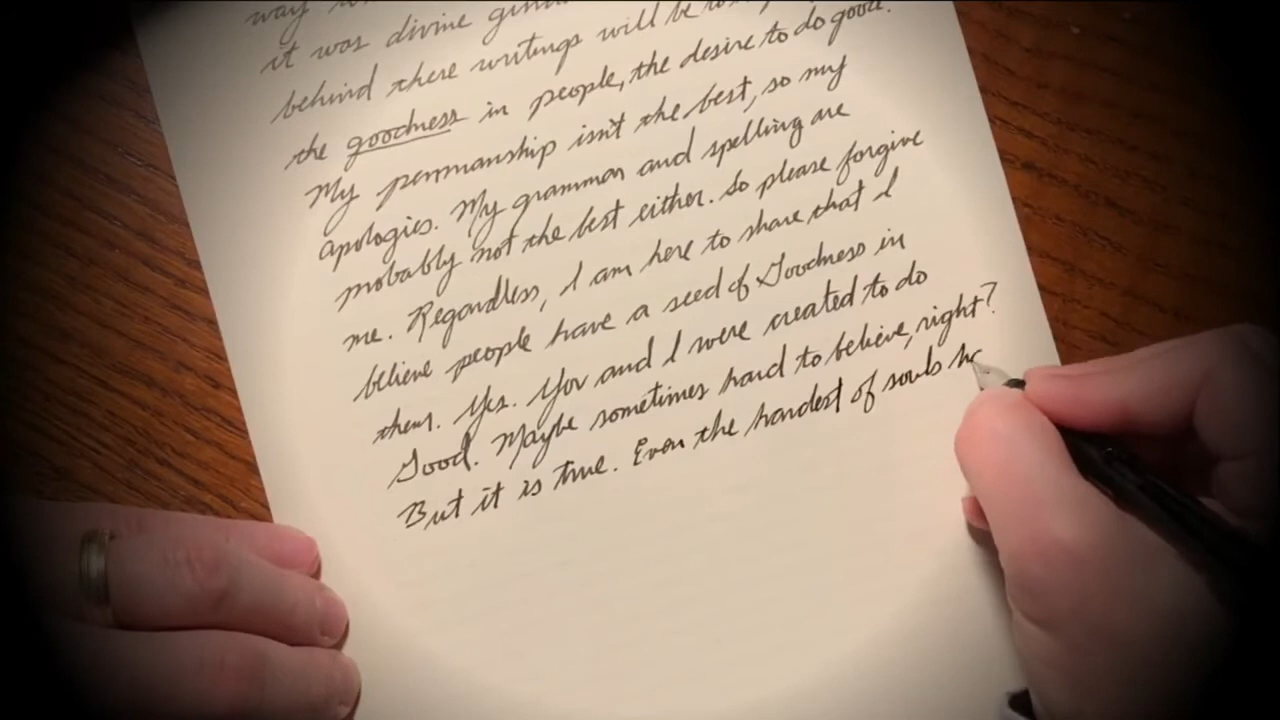 way
it was divine
behind these writings will be
the goodness in people, the desire to do good.
My penmanship isn't the best, so my
apologies. My grammar and spelling are
probably not the best either. So please forgive
me. Regardless, I am here to share that I
believe people have a seed of Goodness in
them. Yes. You and I were created to do
Good. Maybe sometimes hard to believe, right?
But it is true. Even the hardest of souls ha